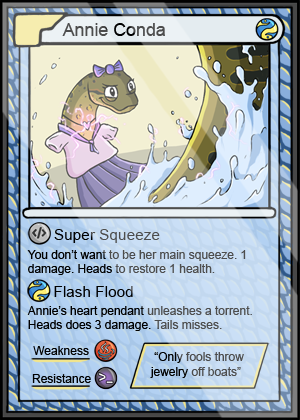 Annie Conda
Super Squeeze
You don't want to be her main squeeze. 1
damage. Heads to restore 1 health.
Flash Flood
Annie's heart pendant unleashes a torrent.
Heads does 3 damage. Tails misses.
Weakness
"Only fools throw
jewelry off boats"
Resistance